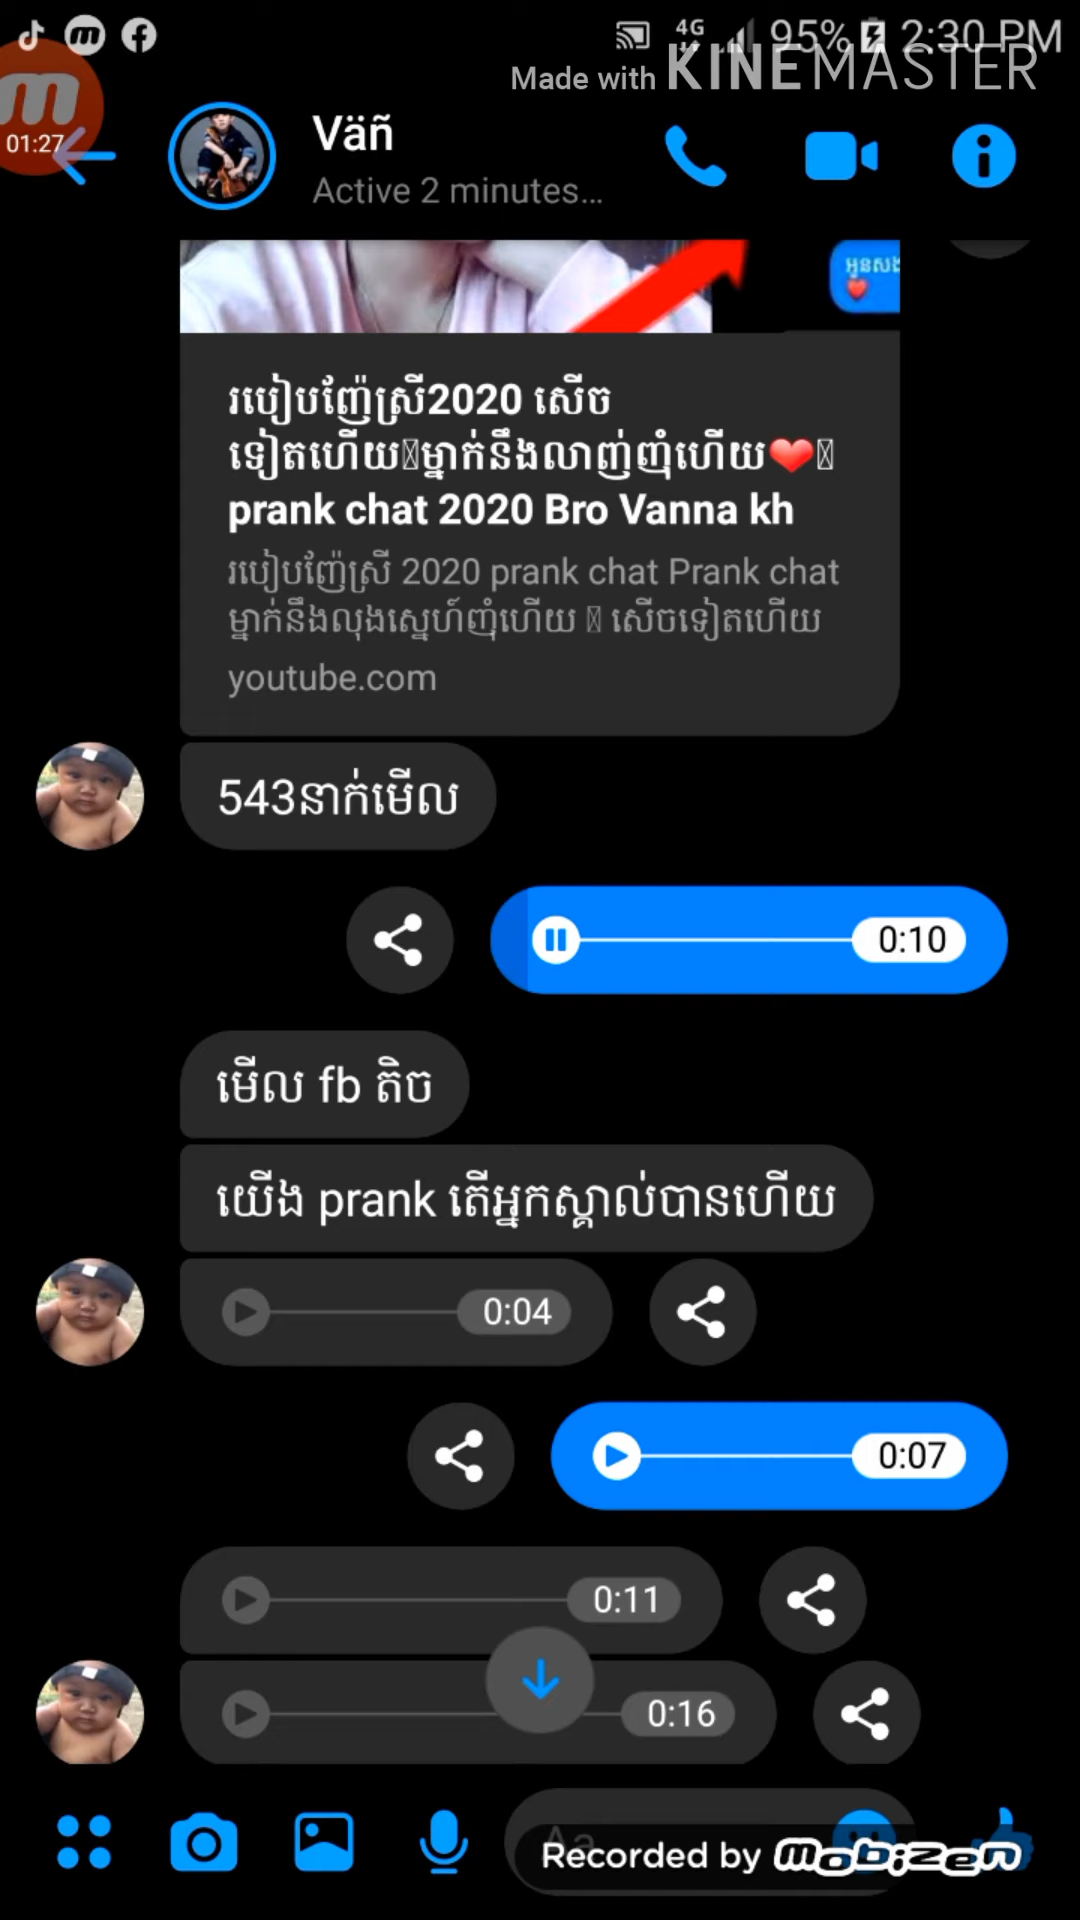 4G 95% 2:30 PM
Made with KINEMASTER
01:27
Väñ
Active 2 minutes...
របៀបញ៉ែស្រី2020 សើច
ទៀតហើយ ម្នាក់នឹងលាញ់ញុំហើយ❤
prank chat 2020 Bro Vanna kh
របៀបញ៉ែស្រី 2020 prank chat Prank chat
ម្នាក់នឹងលុងស្នេហ៍ញុំហើយ សើចទៀតហើយ
youtube.com
543នាក់មើល
0:10
មើល fb តិច
យើង prank តើអ្នកស្គាល់បានហើយ
0:04
0:07
0:11
0:16
Aa
Recorded by mobizen